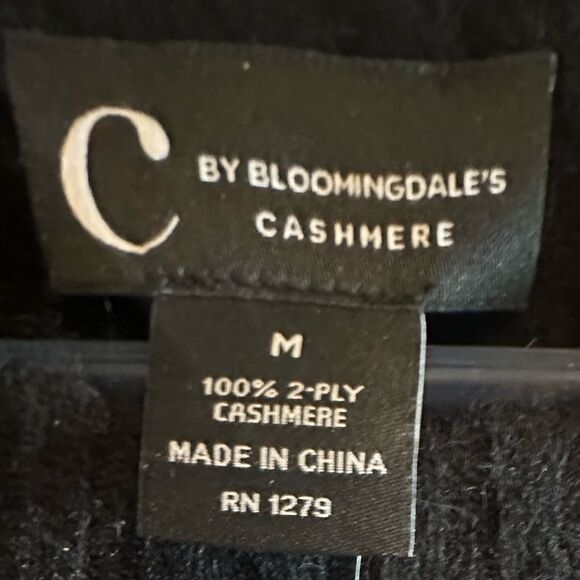 C
BY BLOOMINGDALE'S
CASHMERE
M
100% 2-PLY
CASHMERE
MADE IN CHINA
RN 1279